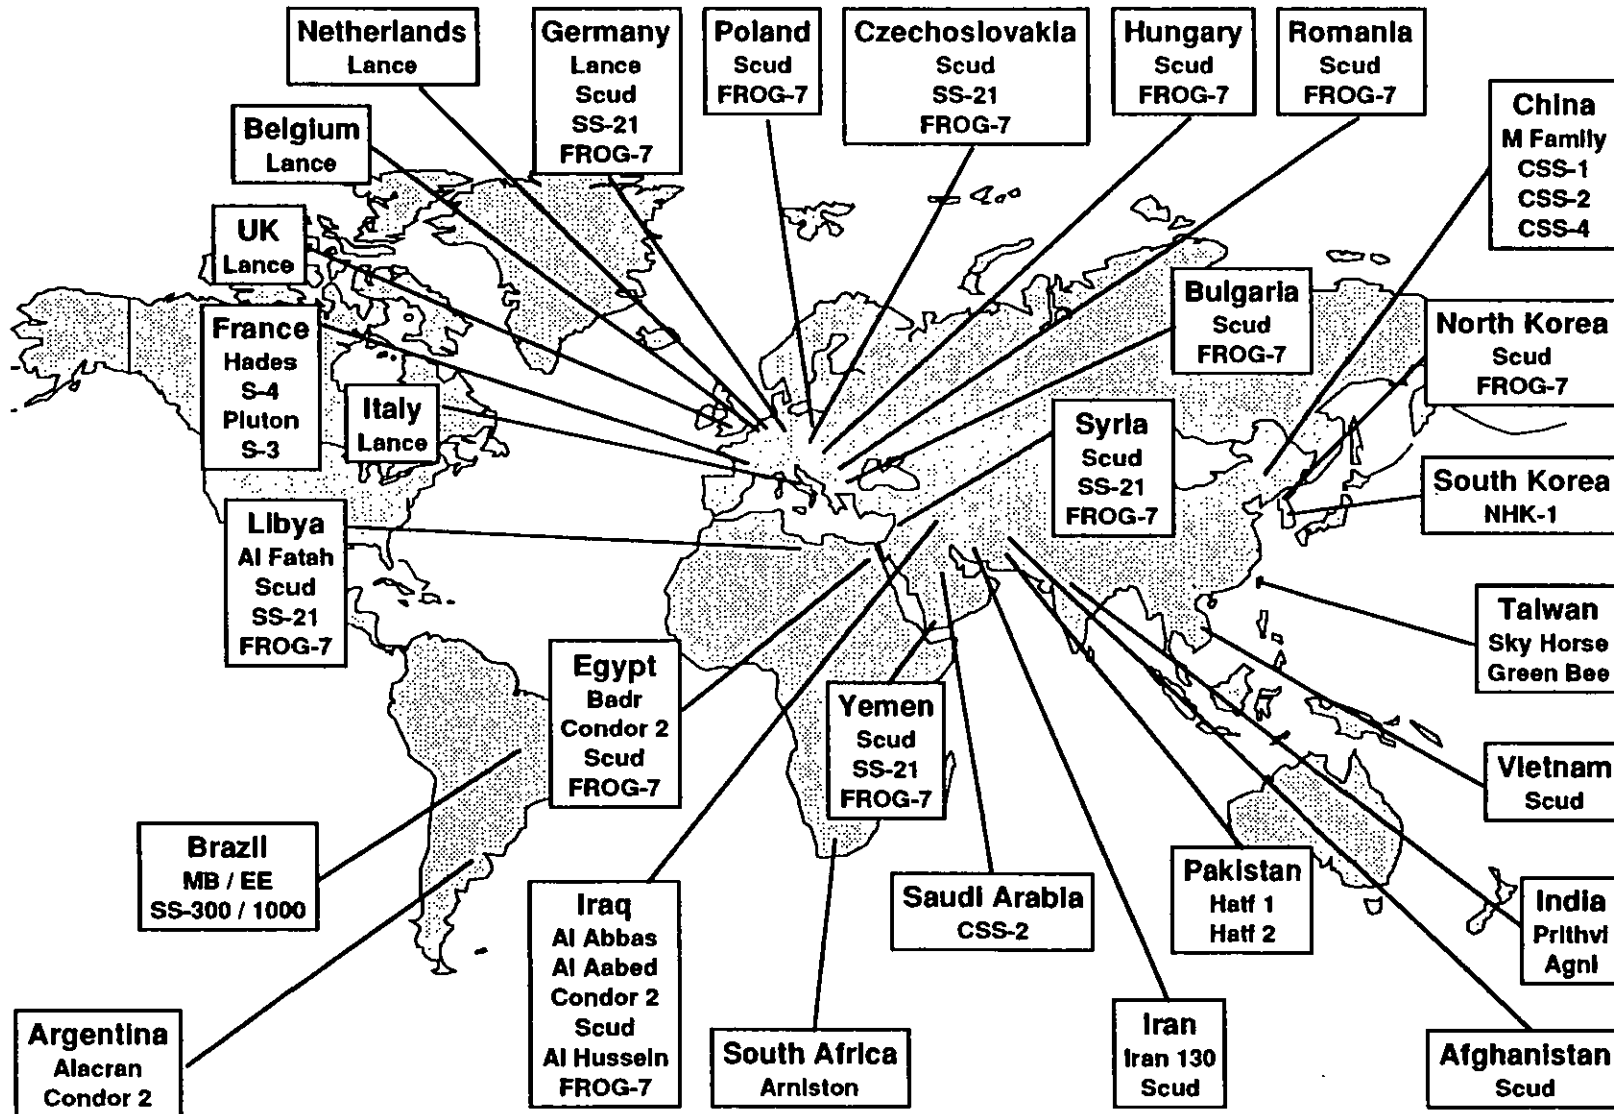 Netherlands
Lance
Germany
Lance
Scud
SS-21
FROG-7
Poland
Scud
FROG-7
Czechoslovakia
Scud
SS-21
FROG-7
Hungary
Scud
FROG-7
Romania
Scud
FROG-7
China
M Family
CSS-1
CSS-2
CSS-4
Belgium
Lance
UK
Lance
France
Hades
S-4
Pluton
S-3
Italy
Lance
Bulgaria
Scud
FROG-7
North Korea
Scud
FROG-7
Syria
Scud
SS-21
FROG-7
South Korea
NHK-1
Libya
Al Fatah
Scud
SS-21
FROG-7
Taiwan
Sky Horse
Green Bee
Egypt
Badr
Condor 2
Scud
FROG-7
Yemen
Scud
SS-21
FROG-7
Vietnam
Scud
Brazil
MB / EE
SS-300 / 1000
Iraq
Al Abbas
Al Aabed
Condor 2
Scud
Al Hussein
FROG-7
Saudi Arabia
CSS-2
Pakistan
Hatf 1
Hatf 2
India
Prithvi
Agni
Argentina
Alacran
Condor 2
South Africa
Arniston
Iran
Iran 130
Scud
Afghanistan
Scud